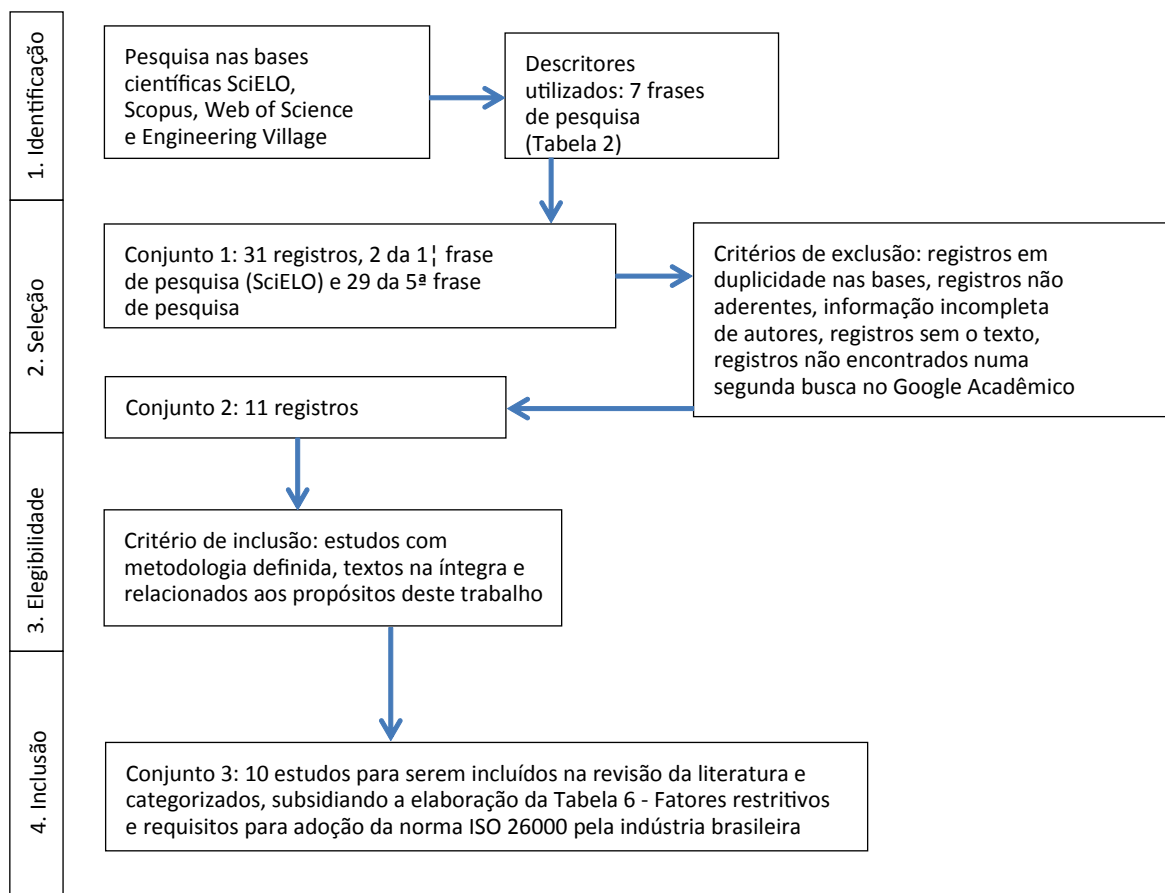 1. Identificação
Pesquisa nas bases
científicas SciELO,
Scopus, Web of Science
e Engineering Village
Descritores
utilizados: 7 frases
de pesquisa
(Tabela 2)
2. Seleção
Conjunto 1: 31 registros, 2 da 1¦ frase
de pesquisa (SciELO) e 29 da 5ª frase
de pesquisa
Critérios de exclusão: registros em
duplicidade nas bases, registros não
aderentes, informação incompleta
de autores, registros sem o texto,
registros não encontrados numa
segunda busca no Google Acadêmico
Conjunto 2: 11 registros
3. Elegibilidade
Critério de inclusão: estudos com
metodologia definida, textos na íntegra e
relacionados aos propósitos deste trabalho
4. Inclusão
Conjunto 3: 10 estudos para serem incluídos na revisão da literatura e
categorizados, subsidiando a elaboração da Tabela 6 - Fatores restritivos
e requisitos para adoção da norma ISO 26000 pela indústria brasileira